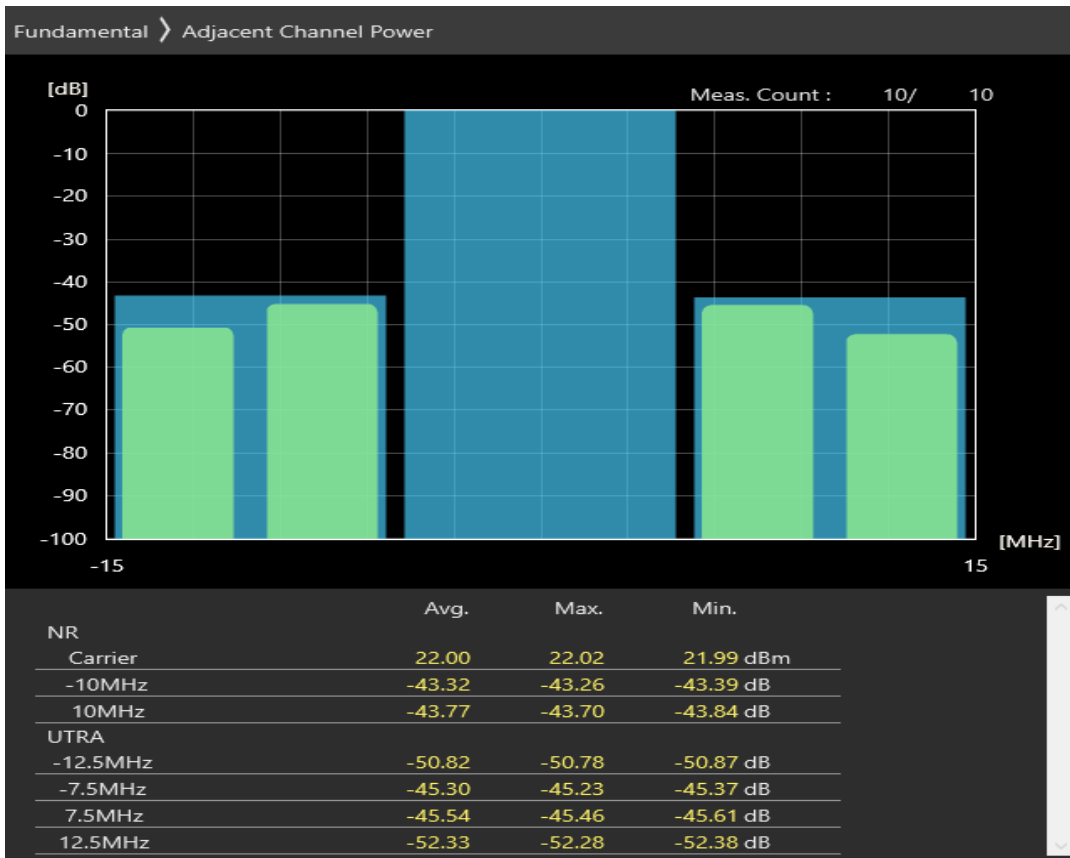 Fundamental ❯ Adjacent Channel Power
[dB]
Meas. Count : 10/ 10
0
-10
-20
-30
-40
-50
-60
-70
-80
-90
-100
[MHz]
-15 15
Avg. Max. Min.
NR
Carrier 22.00 22.02 21.99 dBm
-10MHz -43.32 -43.26 -43.39 dB
10MHz -43.77 -43.70 -43.84 dB
UTRA
-12.5MHz -50.82 -50.78 -50.87 dB
-7.5MHz -45.30 -45.23 -45.37 dB
7.5MHz -45.54 -45.46 -45.61 dB
12.5MHz -52.33 -52.28 -52.38 dB